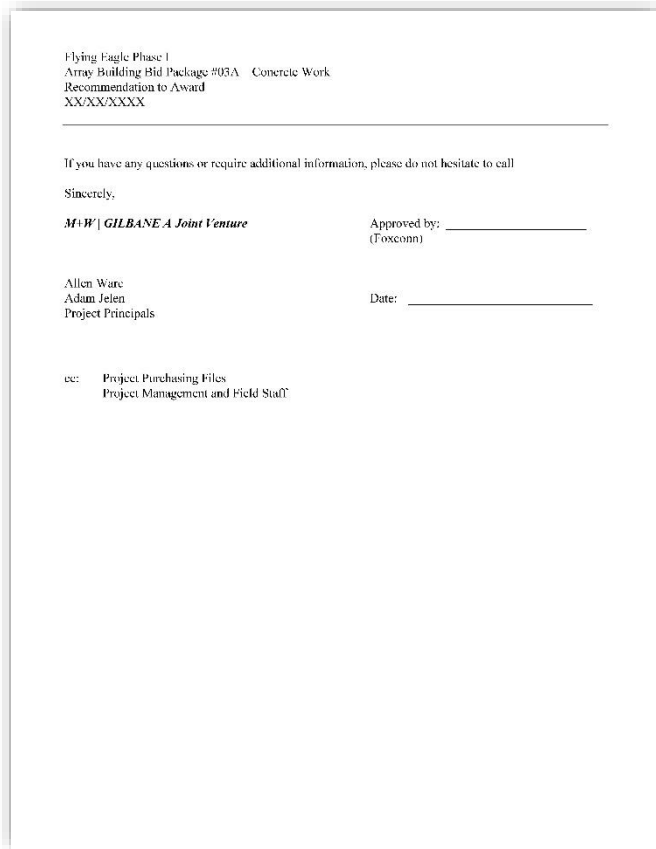 Flying Eagle Phase I
Array Building Bid Package #03A Concrete Work
Recommendation to Award
XX/XX/XXXX
If you have any questions or require additional information, please do not hesitate to call
Sincerely,
M+W | GILBANE A Joint Venture
Approved by:
(Foxconn)
Allen Ware
Adam Jelen
Project Principals
Date:
cc: Project Purchasing Files
Project Management and Field Staff